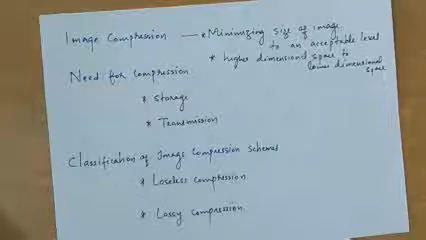 Image Compression — * Minimizing size of image
to an acceptable level
* higher dimensional space to
lower dimensional
space
Need for compression
* Storage
* Transmission
Classification of Image Compression Schemes
* Loseless compression
* Lossy compression